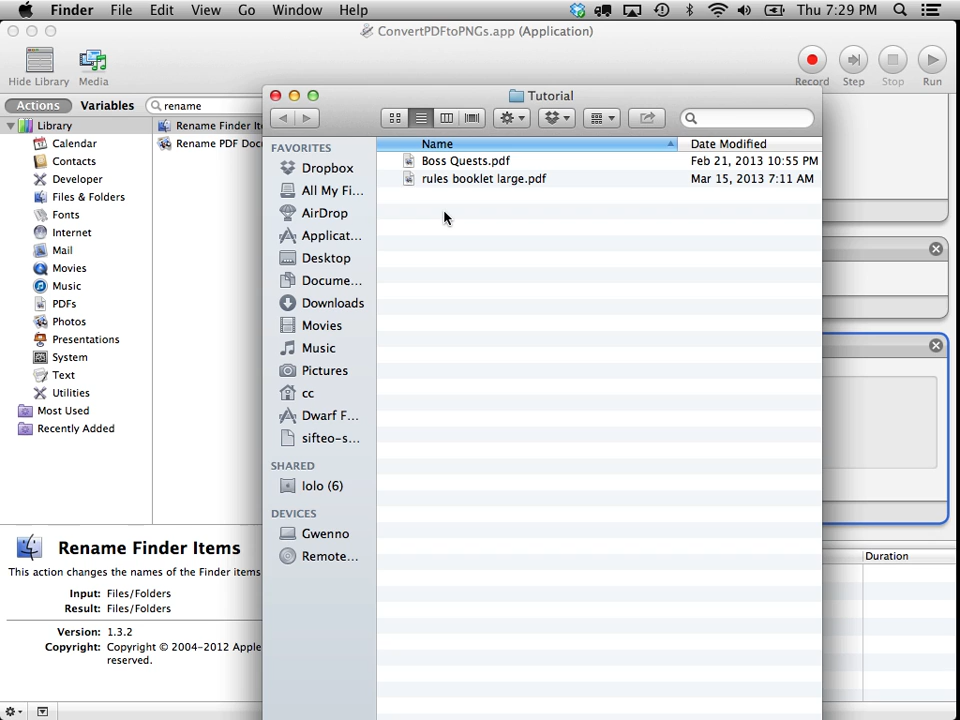 Finder File Edit View Go Window Help Thu 7:29 PM
ConvertPDFtoPNGs.app (Application)
Hide Library Media Record Step Stop Run
Actions Variables rename
Library
Calendar
Contacts
Developer
Files & Folders
Fonts
Internet
Mail
Movies
Music
PDFs
Photos
Presentations
System
Text
Utilities
Most Used
Recently Added
Rename Finder Ite
Rename PDF Docu
Tutorial
FAVORITES
Dropbox
All My Fi...
AirDrop
Applicat...
Desktop
Docume...
Downloads
Movies
Music
Pictures
cc
Dwarf F...
sifteo-s...
SHARED
lolo (6)
DEVICES
Gwenno
Remote...
Name Date Modified
Boss Quests.pdf Feb 21, 2013 10:55 PM
rules booklet large.pdf Mar 15, 2013 7:11 AM
Rename Finder Items
This action changes the names of the Finder items
Input: Files/Folders
Result: Files/Folders
Version: 1.3.2
Copyright: Copyright © 2004–2012 Apple
reserved.
Duration